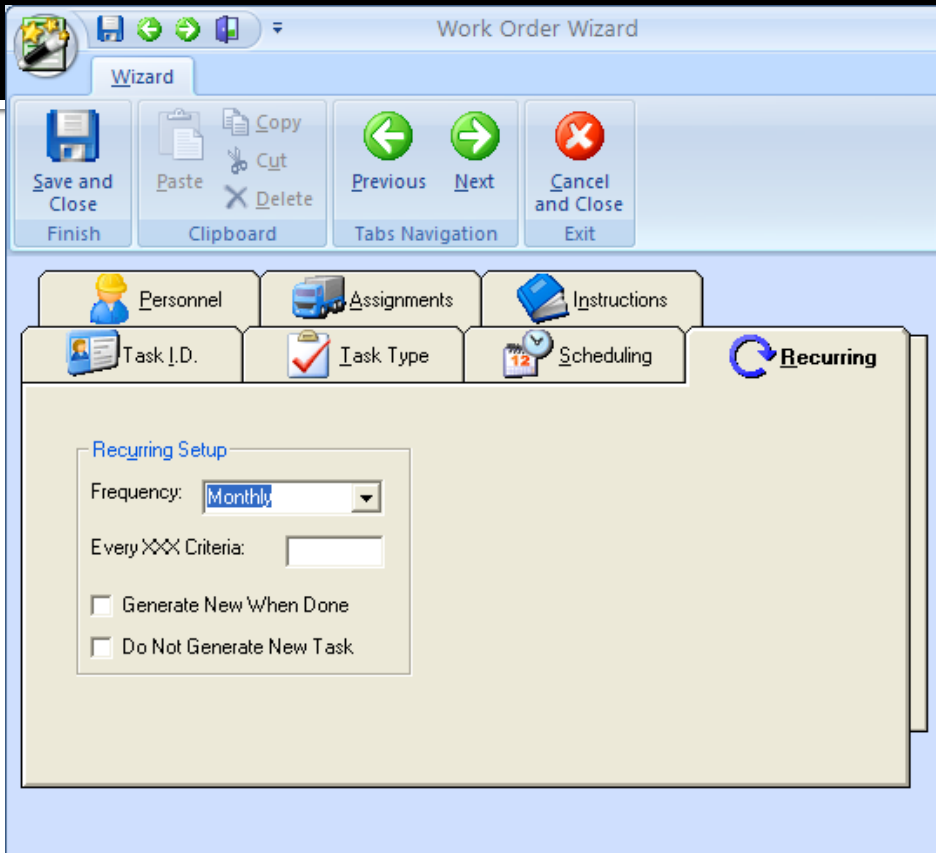 Work Order Wizard
Wizard
Save and Close
Paste
Copy
Cut
Delete
Previous
Next
Cancel and Close
Finish
Clipboard
Tabs Navigation
Exit
Personnel
Assignments
Instructions
Task I.D.
Task Type
12
Scheduling
Recurring
Recurring Setup
Frequency: Monthly
Every XXX Criteria:
Generate New When Done
Do Not Generate New Task